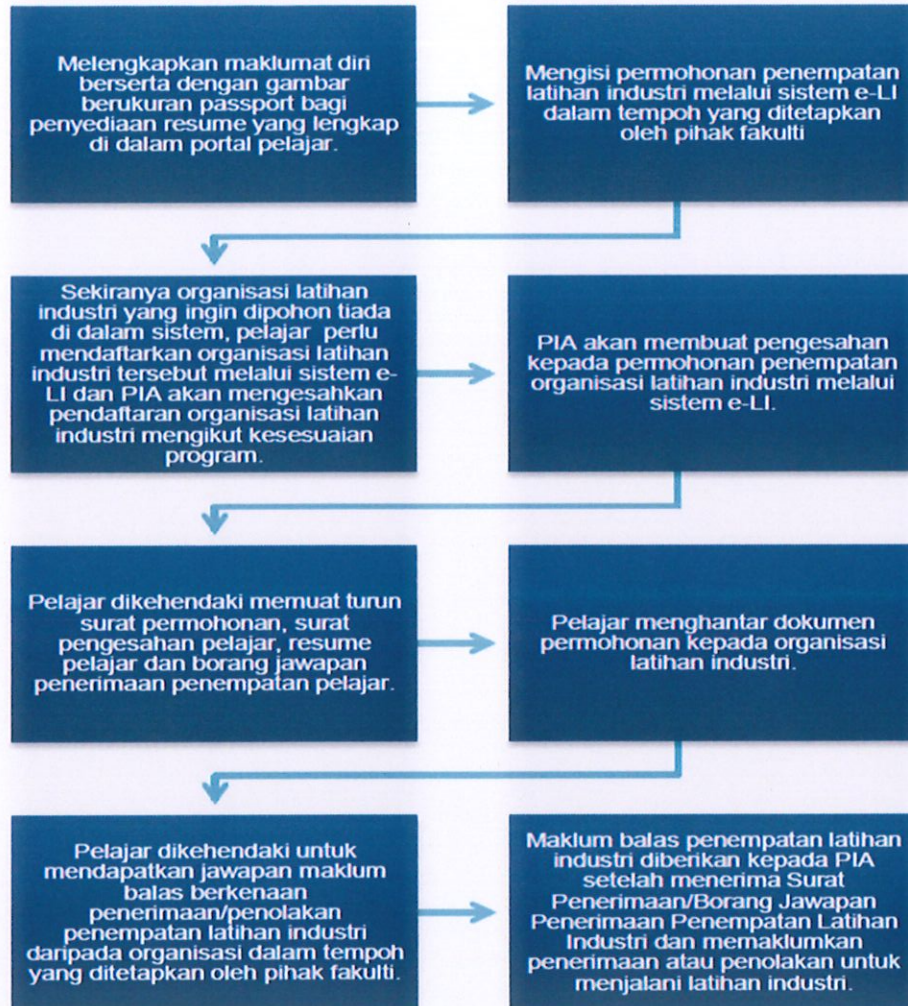 Melengkapkan maklumat diri
berserta dengan gambar
berukuran passport bagi
penyediaan resume yang lengkap
di dalam portal pelajar.
Mengisi permohonan penempatan
latihan industri melalui sistem e-LI
dalam tempoh yang ditetapkan
oleh pihak fakulti
Sekiranya organisasi latihan
industri yang ingin dipohon tiada
di dalam sistem, pelajar perlu
mendaftarkan organisasi latihan
industri tersebut melalui sistem e-
LI dan PIA akan mengesahkan
pendaftaran organisasi latihan
industri mengikut kesesuaian
program.
PIA akan membuat pengesahan
kepada permohonan penempatan
organisasi latihan industri melalui
sistem e-LI.
Pelajar dikehendaki memuat turun
surat permohonan, surat
pengesahan pelajar, resume
pelajar dan borang jawapan
penerimaan penempatan pelajar.
Pelajar menghantar dokumen
permohonan kepada organisasi
latihan industri.
Pelajar dikehendaki untuk
mendapatkan jawapan maklum
balas berkenaan
penerimaan/penolakan
penempatan latihan industri
daripada organisasi dalam tempoh
yang ditetapkan oleh pihak fakulti.
Maklum balas penempatan latihan
industri diberikan kepada PIA
setelah menerima Surat
Penerimaan/Borang Jawapan
Penerimaan Penempatan Latihan
Industri dan memaklumkan
penerimaan atau penolakan untuk
menjalani latihan industri.